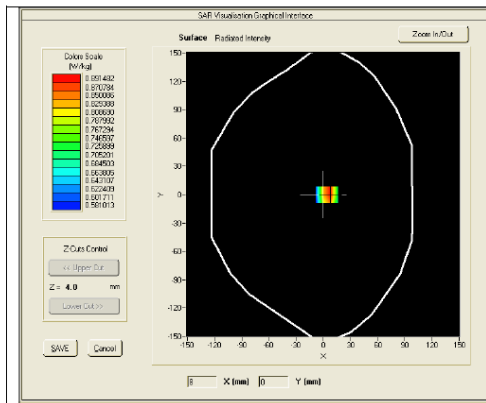 SAR Visualisation Graphical Interface
Surface Radiated Intensity
Zoom In/Out
Colors Scale
(W/kg)
0.891482
0.870784
0.850086
0.829388
0.808690
0.787992
0.767294
0.746597
0.725899
0.705201
0.684503
0.663805
0.643107
0.622409
0.601711
0.581013
Z Cuts Control
<< Upper Cut
Z = 4.0 mm
Lower Cut >>
SAVE Cancel
150-
120-
90-
60-
30-
0-
-30-
-60-
-90-
-120-
-150-
Y
-150 -120 -90 -60 -30 0 30 60 90 120 150
X
8 X (mm) 0 Y (mm)